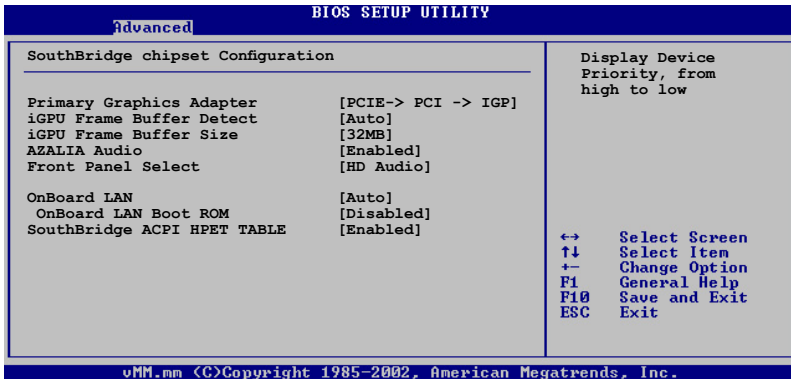 BIOS SETUP UTILITY
Advanced
SouthBridge chipset Configuration
Primary Graphics Adapter [PCIE-> PCI -> IGP]
iGPU Frame Buffer Detect [Auto]
iGPU Frame Buffer Size [32MB]
AZALIA Audio [Enabled]
Front Panel Select [HD Audio]
OnBoard LAN [Auto]
OnBoard LAN Boot ROM [Disabled]
SouthBridge ACPI HPET TABLE [Enabled]
Display Device
Priority, from
high to low
←→ Select Screen
↑↓ Select Item
+- Change Option
F1 General Help
F10 Save and Exit
ESC Exit
vMM.mm (C)Copyright 1985-2002, American Megatrends, Inc.